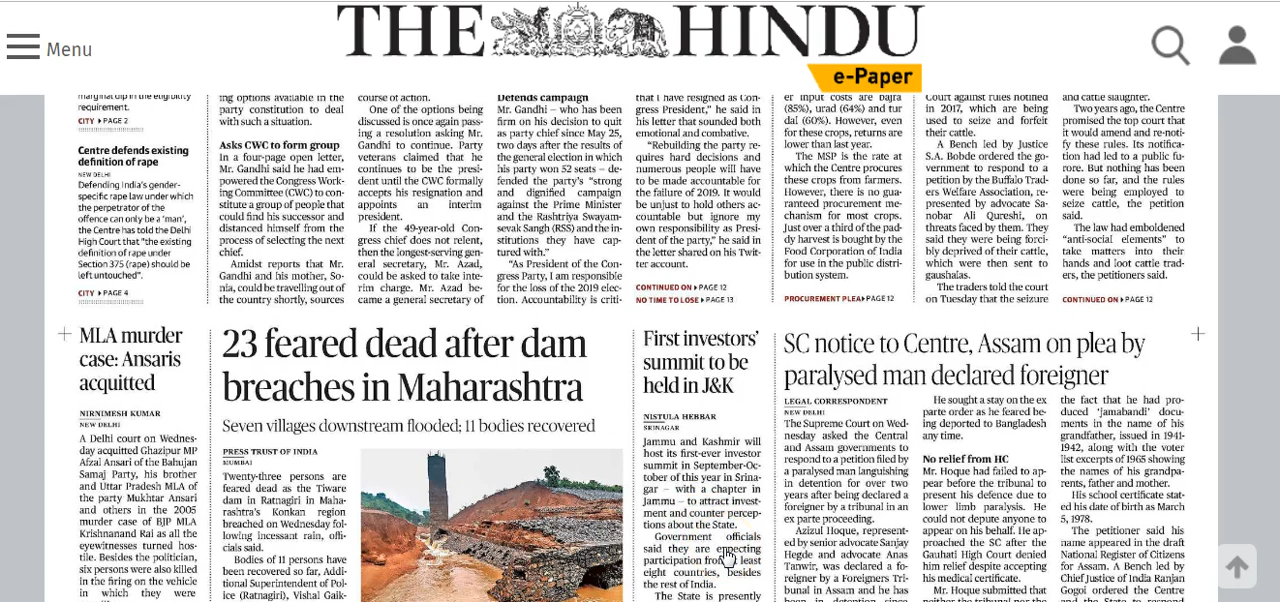 THE HINDU
e-Paper
Menu
marginal dip in the eligibility
requirement.
CITY PAGE 2
Centre defends existing
definition of rape
NEW DELHI
Defending India's gender-
specific rape law under which
the perpetrator of the
offence can only be a 'man',
the Centre has told the Delhi
High Court that "the existing
definition of rape under
Section 375 (rape) should be
left untouched".
CITY PAGE 4
ing options available in the
party constitution to deal
with such a situation.
Asks CWC to form group
In a four-page open letter,
Mr. Gandhi said he had em-
powered the Congress Work-
ing Committee (CWC) to con-
stitute a group of people that
could find his successor and
distanced himself from the
process of selecting the next
chief.
Amidst reports that Mr.
Gandhi and his mother, So-
nia, could be travelling out of
the country shortly, sources
course of action.
One of the options being
discussed is once again pass-
ing a resolution asking Mr.
Gandhi to continue. Party
veterans claimed that he
continues to be the presi-
dent until the CWC formally
accepts his resignation and
appoints an interim
president.
If the 49-year-old Con-
gress chief does not relent,
then the longest-serving gen-
eral secretary, Mr. Azad,
could be asked to take inte-
rim charge. Mr. Azad be-
came a general secretary of
Defends campaign
Mr. Gandhi – who has been
firm on his decision to quit
as party chief since May 25,
two days after the results of
the general election in which
his party won 52 seats – de-
fended the party's "strong
and dignified campaign
against the Prime Minister
and the Rashtriya Swayam-
sevak Sangh (RSS) and the in-
stitutions they have cap-
tured with."
"As President of the Con-
gress Party, I am responsible
for the loss of the 2019 elec-
tion. Accountability is criti-
that I have resigned as Con-
gress President," he said in
his letter that sounded both
emotional and combative.
"Rebuilding the party re-
quires hard decisions and
numerous people will have
to be made accountable for
the failure of 2019. It would
be unjust to hold others ac-
countable but ignore my
own responsibility as Presi-
dent of the party," he said in
the letter shared on his Twit-
ter account.
CONTINUED ON PAGE 12
NO TIME TO LOSE PAGE 13
er input costs are bajra
(85%), urad (64%) and tur
dal (60%). However, even
for these crops, returns are
lower than last year.
The MSP is the rate at
which the Centre procures
these crops from farmers.
However, there is no gua-
ranteed procurement me-
chanism for most crops.
Just over a third of the pad-
dy harvest is bought by the
Food Corporation of India
for use in the public distri-
bution system.
PROCUREMENT PLEA PAGE 12
Court against rules notified
in 2017, which are being
used to seize and forfeit
their cattle.
A Bench led by Justice
S.A. Bobde ordered the go-
vernment to respond to a
petition by the Buffalo Tra-
ders Welfare Association, re-
presented by advocate Sa-
nobar Ali Qureshi, on
threats faced by them. They
said they were being forci-
bly deprived of their cattle,
which were then sent to
gaushalas.
The traders told the court
on Tuesday that the seizure
and cattle slaughter.
Two years ago, the Centre
promised the top court that
it would amend and re-noti-
fy these rules. Its notifica-
tion had led to a public fu-
rore. But nothing has been
done so far, and the rules
were being employed to
seize cattle, the petition
said.
The law had emboldened
"anti-social elements" to
take matters into their
hands and loot cattle trad-
ers, the petitioners said.
CONTINUED ON PAGE 12
MLA murder
case: Ansaris
acquitted
NIRNIMESH KUMAR
NEW DELHI
A Delhi court on Wednes-
day acquitted Ghazipur MP
Afzal Ansari of the Bahujan
Samaj Party, his brother
and Uttar Pradesh MLA of
the party Mukhtar Ansari
and others in the 2005
murder case of BJP MLA
Krishnanand Rai as all the
eyewitnesses turned hos-
tile. Besides the politician,
six persons were also killed
in the firing on the vehicle
in which they were
23 feared dead after dam
breaches in Maharashtra
Seven villages downstream flooded; 11 bodies recovered
PRESS TRUST OF INDIA
MUMBAI
Twenty-three persons are
feared dead as the Tiware
dam in Ratnagiri in Maha-
rashtra's Konkan region
breached on Wednesday fol-
lowing incessant rain, offi-
cials said.
Bodies of 11 persons have
been recovered so far, Addi-
tional Superintendent of Pol-
ice (Ratnagiri), Vishal Gaik-
First investors'
summit to be
held in J&K
NISTULA HEBBAR
SRINAGAR
Jammu and Kashmir will
host its first-ever investor
summit in September-Oc-
tober of this year in Srina-
gar – with a chapter in
Jammu – to attract invest-
ment and counter percep-
tions about the State.
Government officials
said they are expecting
participation from least
eight countries, besides
the rest of India.
The State is presently
SC notice to Centre, Assam on plea by
paralysed man declared foreigner
LEGAL CORRESPONDENT
NEW DELHI
The Supreme Court on Wed-
nesday asked the Central
and Assam governments to
respond to a petition filed by
a paralysed man languishing
in detention for over two
years after being declared a
foreigner by a tribunal in an
ex parte proceeding.
Azizul Hoque, represent-
ed by senior advocate Sanjay
Hegde and advocate Anas
Tanwir, was declared a fo-
reigner by a Foreigners Tri-
bunal in Assam and he has
been in detention since
He sought a stay on the ex
parte order as he feared be-
ing deported to Bangladesh
any time.
No relief from HC
Mr. Hoque had failed to ap-
pear before the tribunal to
present his defence due to
lower limb paralysis. He
could not depute anyone to
appear on his behalf. He ap-
proached the SC after the
Gauhati High Court denied
him relief despite accepting
his medical certificate.
Mr. Hoque submitted that
neither the tribunal nor the
the fact that he had pro-
duced 'jamabandi' docu-
ments in the name of his
grandfather, issued in 1941-
1942, along with the voter
list excerpts of 1965 showing
the names of his grandpa-
rents, father and mother.
His school certificate stat-
ed his date of birth as March
5, 1978.
The petitioner said his
name appeared in the draft
National Register of Citizens
for Assam. A Bench led by
Chief Justice of India Ranjan
Gogoi ordered the Centre
and the State to respond